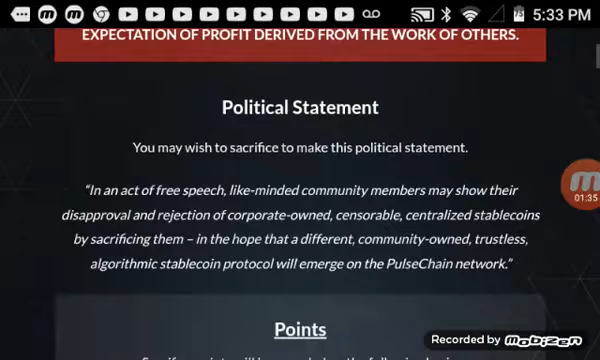 5:33 PM
EXPECTATION OF PROFIT DERIVED FROM THE WORK OF OTHERS.
Political Statement
You may wish to sacrifice to make this political statement.
“In an act of free speech, like-minded community members may show their
disapproval and rejection of corporate-owned, censorable, centralized stablecoins
by sacrificing them – in the hope that a different, community-owned, trustless,
algorithmic stablecoin protocol will emerge on the PulseChain network.”
01:35
Points
Recorded by mobizen